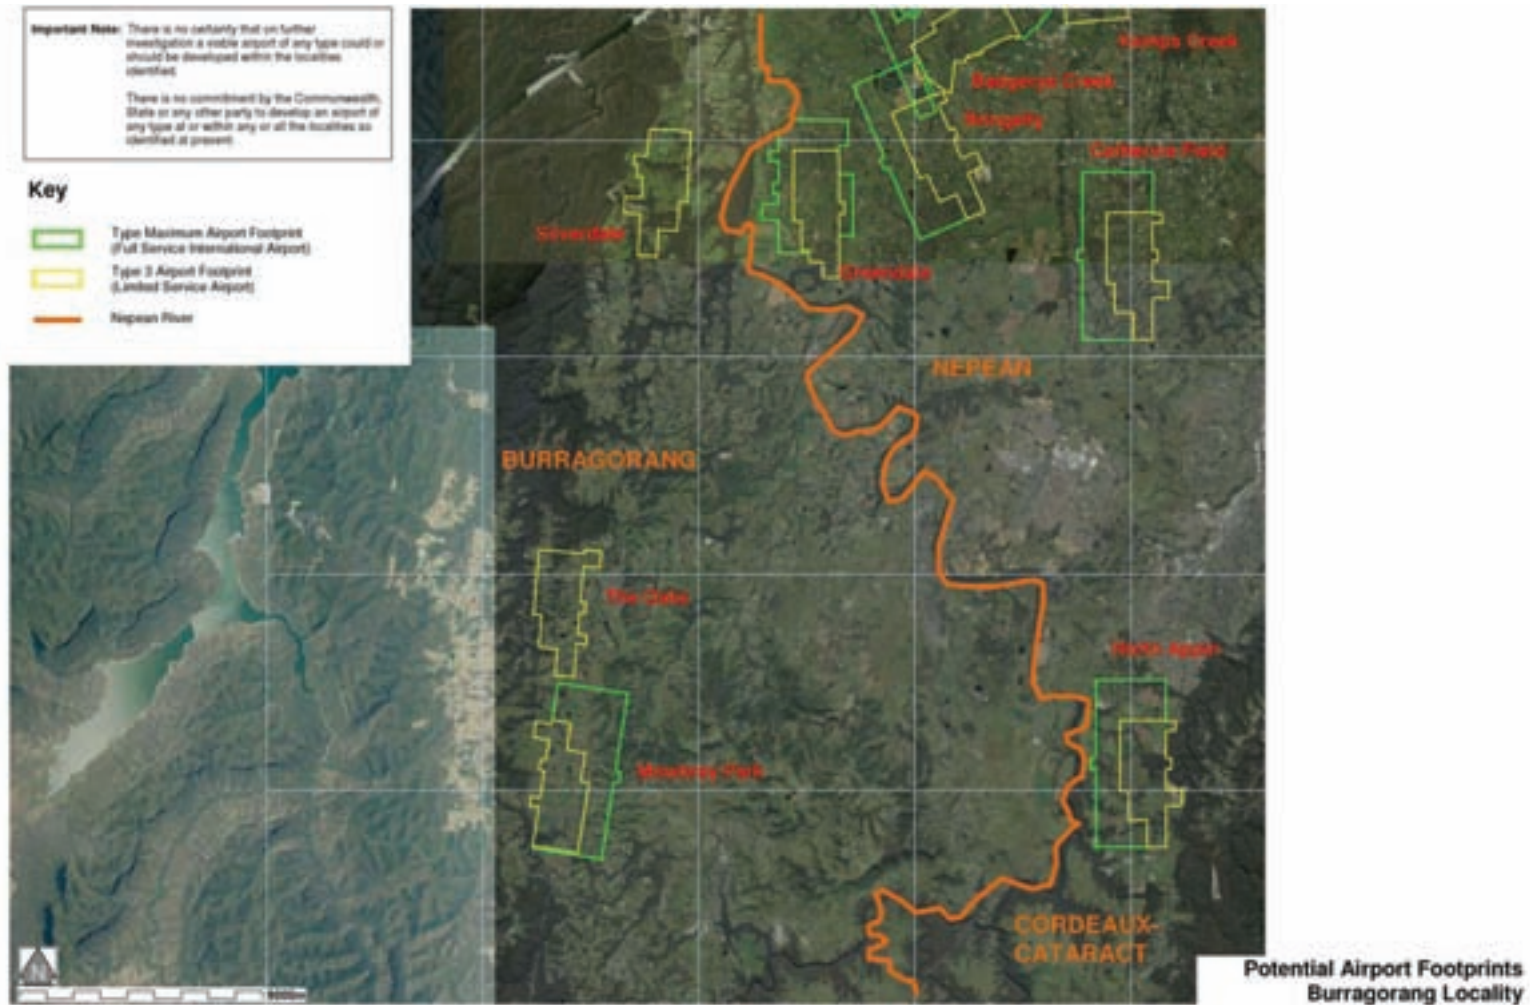 Important Note: There is no certainty that on further
investigation a viable airport of any type could or
should be developed within the localities
identified.
There is no commitment by the Commonwealth,
State or any other party to develop an airport of
any type at or within any or all the localities so
identified at present.
Key
Type Maximum Airport Footprint
(Full Service International Airport)
Type 3 Airport Footprint
(Limited Service Airport)
Nepean River
Kemps Creek
Badgerys Creek
Bringelly
Catherine Field
Silverdale
Greendale
NEPEAN
BURRAGORANG
The Oaks
North Appin
Mowbray Park
CORDEAUX-
CATARACT
Potential Airport Footprints
Burragorang Locality